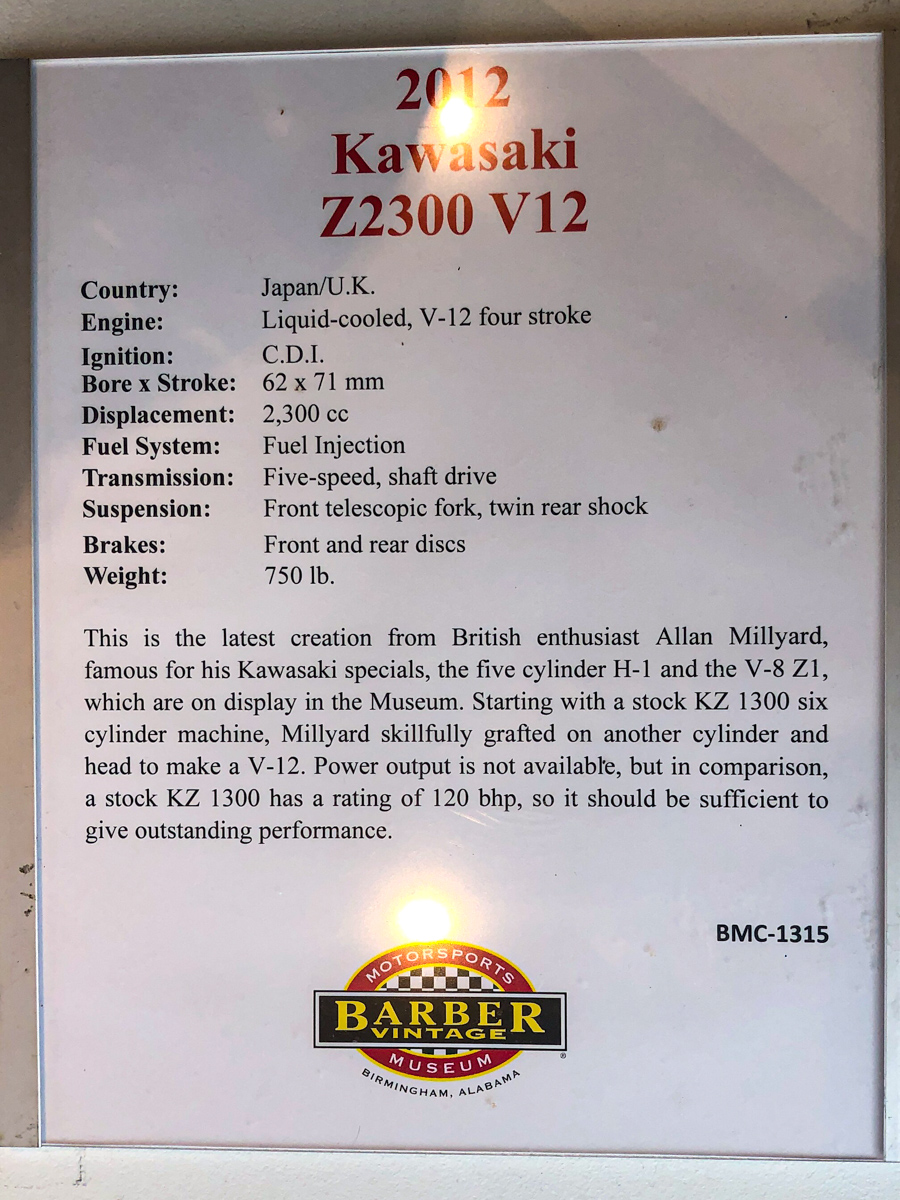 2012
Kawasaki
Z2300 V12
Country: Japan/U.K.
Engine: Liquid-cooled, V-12 four stroke
Ignition: C.D.I.
Bore x Stroke: 62 x 71 mm
Displacement: 2,300 cc
Fuel System: Fuel Injection
Transmission: Five-speed, shaft drive
Suspension: Front telescopic fork, twin rear shock
Brakes: Front and rear discs
Weight: 750 lb.
This is the latest creation from British enthusiast Allan Millyard,
famous for his Kawasaki specials, the five cylinder H-1 and the V-8 Z1,
which are on display in the Museum. Starting with a stock KZ 1300 six
cylinder machine, Millyard skillfully grafted on another cylinder and
head to make a V-12. Power output is not available, but in comparison,
a stock KZ 1300 has a rating of 120 bhp, so it should be sufficient to
give outstanding performance.
BMC-1315
MOTORSPORTS
BARBER
VINTAGE
MUSEUM
®
BIRMINGHAM, ALABAMA